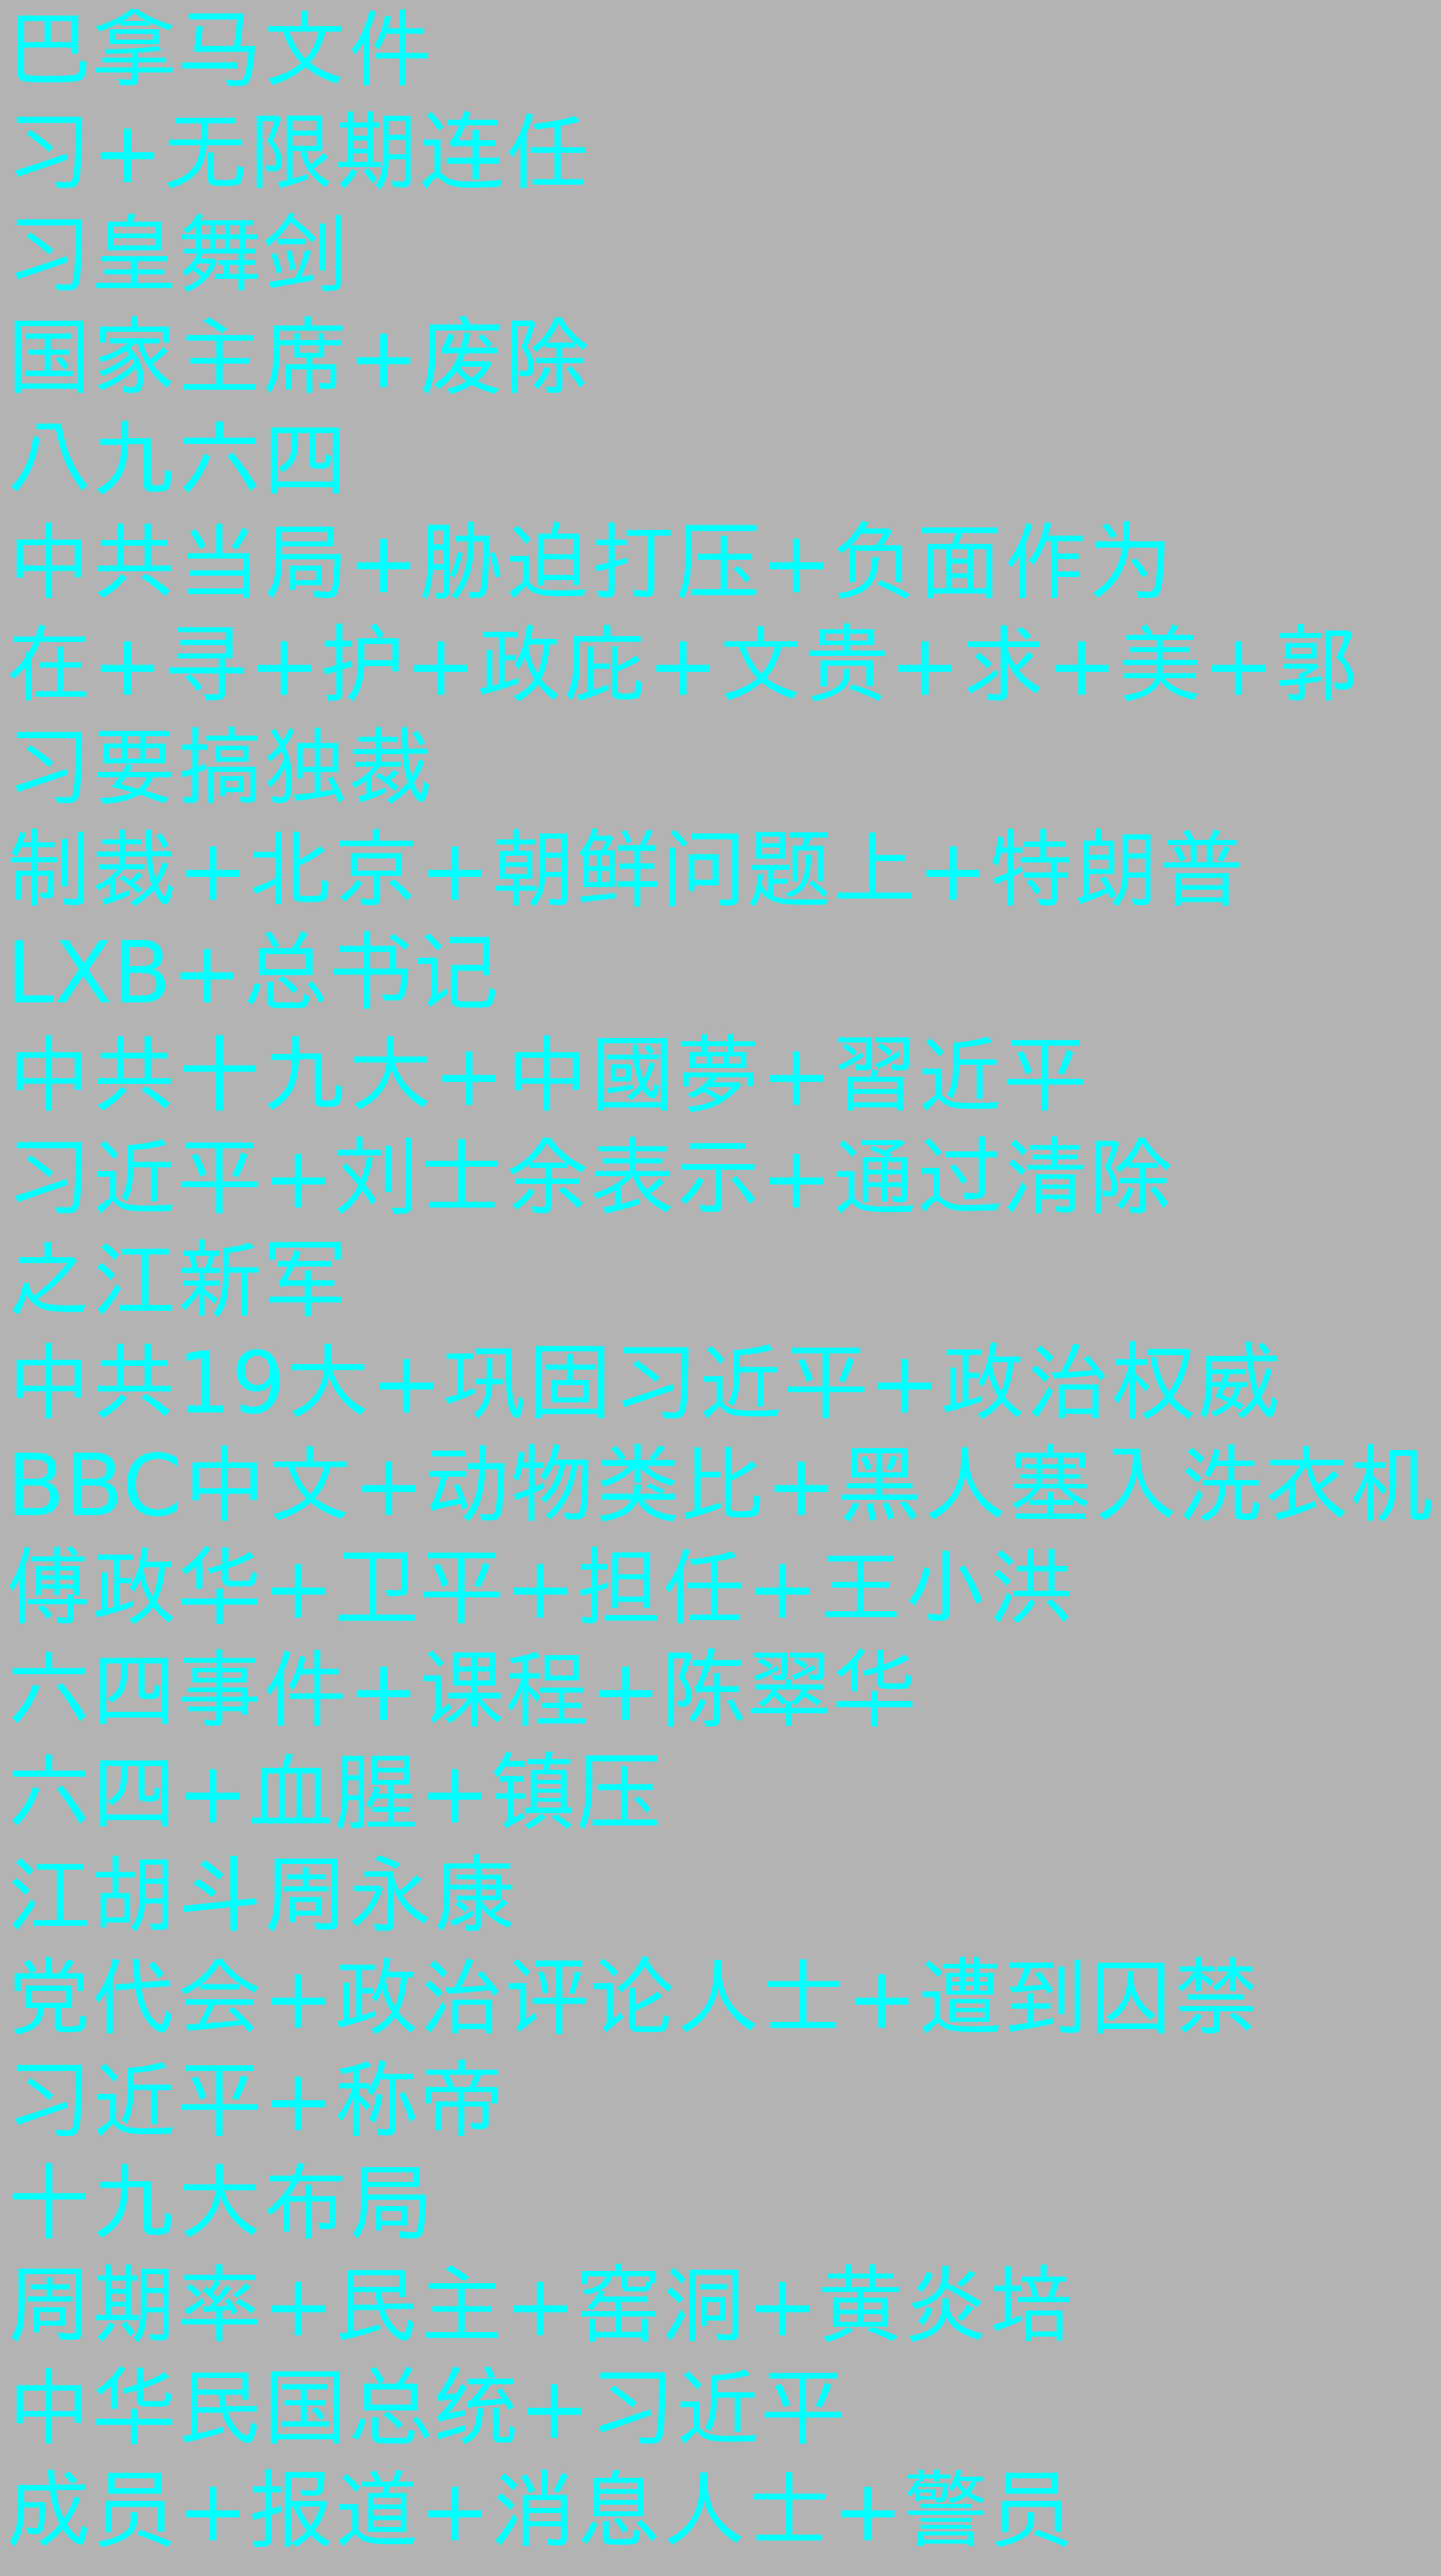 巴拿马文件
习+无限期连任
习皇舞剑
国家主席+废除
八九六四
中共当局+胁迫打压+负面作为
在+寻+护+政庇+文贵+求+美+郭
习要搞独裁
制裁+北京+朝鲜问题上+特朗普
LXB+总书记
中共十九大+中國夢+習近平
习近平+刘士余表示+通过清除
之江新军
中共19大+巩固习近平+政治权威
BBC中文+动物类比+黑人塞入洗衣机
傅政华+卫平+担任+王小洪
六四事件+课程+陈翠华
六四+血腥+镇压
江胡斗周永康
党代会+政治评论人士+遭到囚禁
习近平+称帝
十九大布局
周期率+民主+窑洞+黄炎培
中华民国总统+习近平
成员+报道+消息人士+警员